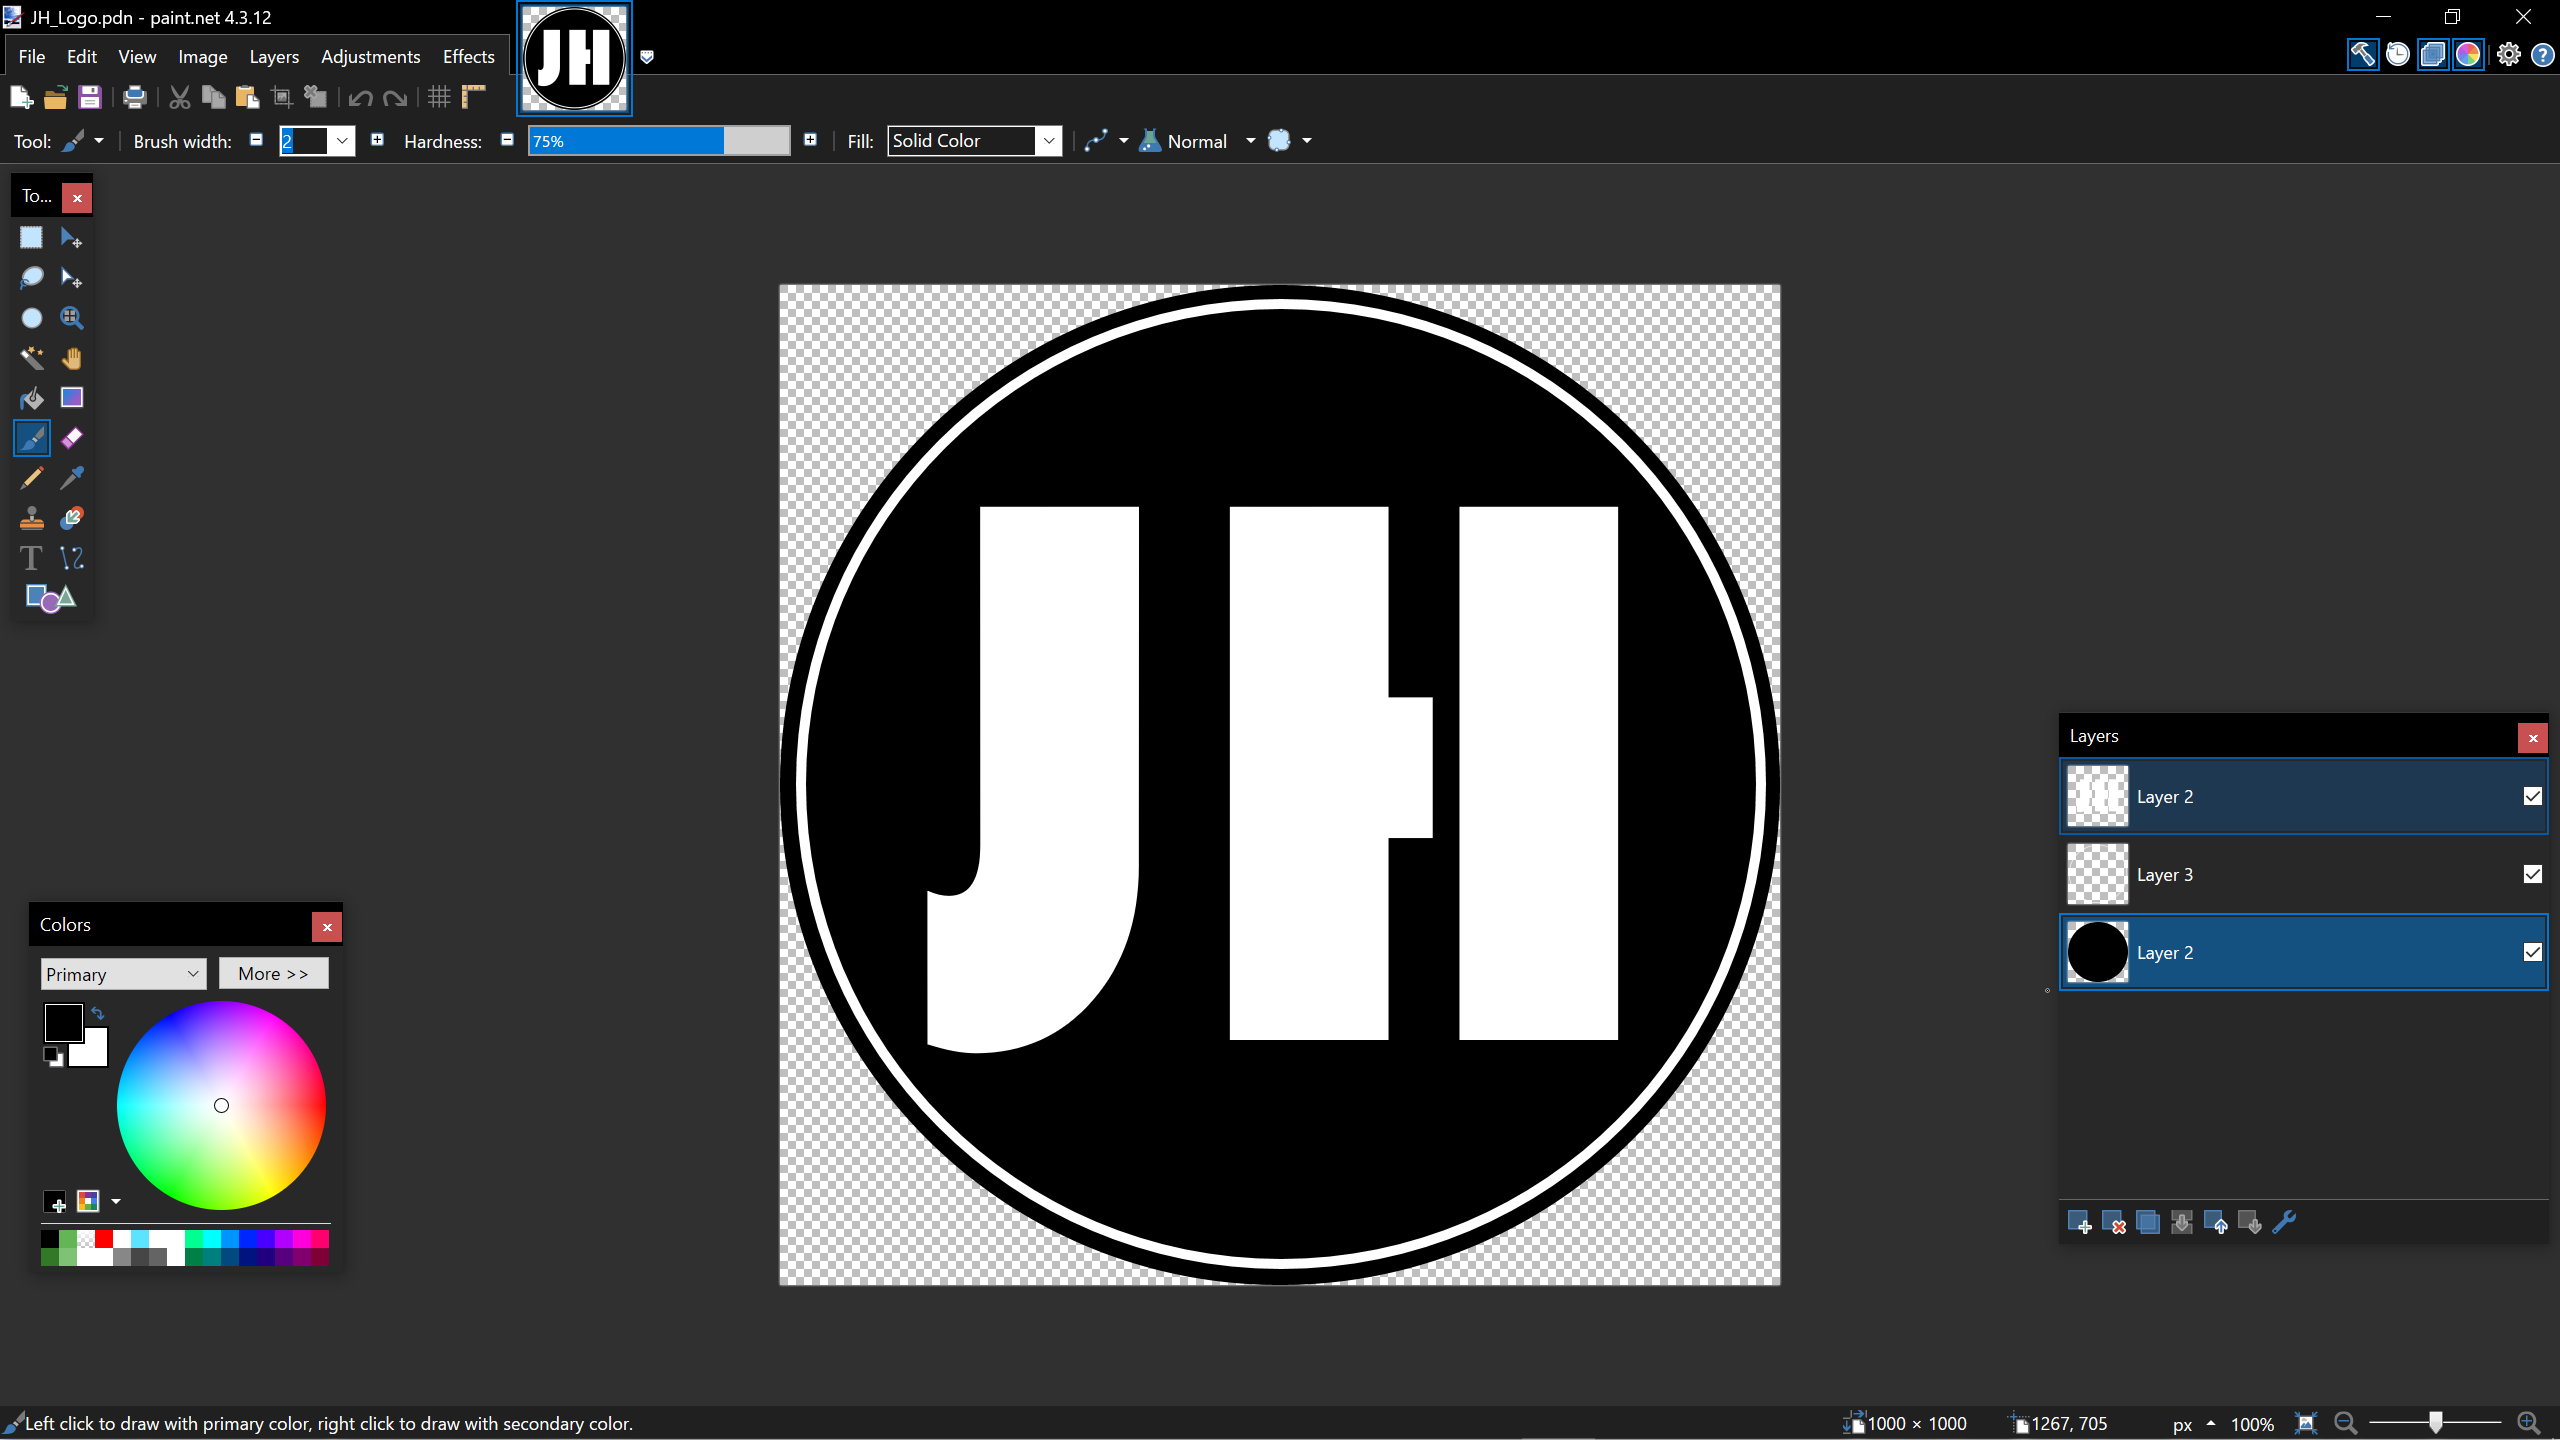 JH_Logo.pdn - paint.net 4.3.12
File Edit View Image Layers Adjustments Effects
JH
Tool: Brush width: 2 Hardness: 75% Fill: Solid Color Normal
To...
T
JH
Layers
Layer 2
Layer 3
Layer 2
Colors
Primary More >>
Left click to draw with primary color, right click to draw with secondary color. 1000 × 1000 1267, 705 px 100%